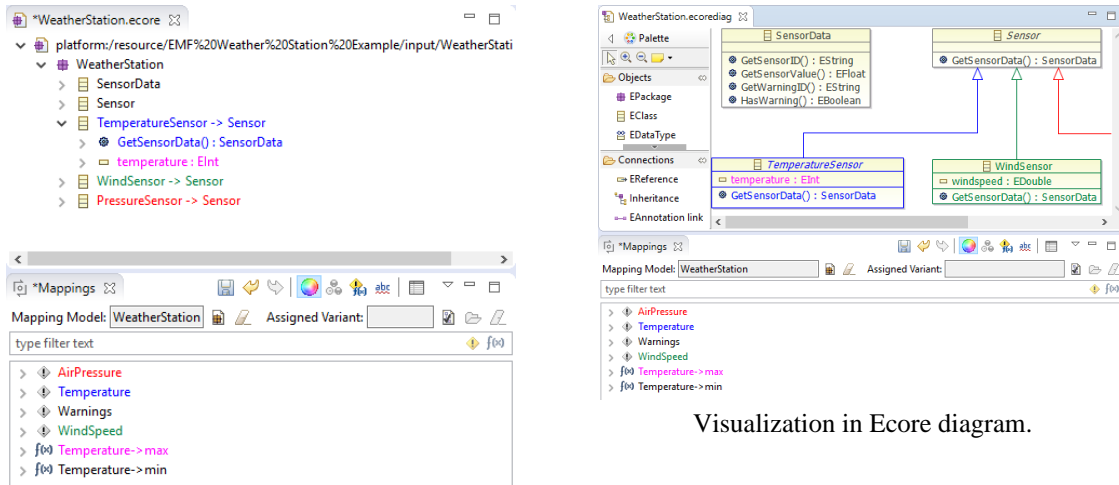 *WeatherStation.ecore
platform:/resource/EMF%20Weather%20Station%20Example/input/WeatherStati
WeatherStation
SensorData
Sensor
TemperatureSensor -> Sensor
GetSensorData() : SensorData
temperature : EInt
WindSensor -> Sensor
PressureSensor -> Sensor
*Mappings
abc
Mapping Model: WeatherStation Assigned Variant:
type filter text f(x)
AirPressure
Temperature
Warnings
WindSpeed
f(x) Temperature->max
f(x) Temperature->min
WeatherStation.ecorediag
Palette
Objects
EPackage
EClass
EDataType
Connections
EReference
Inheritance
EAnnotation link
SensorData
GetSensorID() : EString
GetSensorValue() : EFloat
GetWarningID() : EString
HasWarning() : EBoolean
Sensor
GetSensorData() : SensorData
TemperatureSensor
temperature : EInt
GetSensorData() : SensorData
WindSensor
windspeed : EDouble
GetSensorData() : SensorData
*Mappings
abc
Mapping Model: WeatherStation Assigned Variant:
type filter text f(x)
AirPressure
Temperature
Warnings
WindSpeed
f(x) Temperature->max
f(x) Temperature->min
Visualization in Ecore diagram.